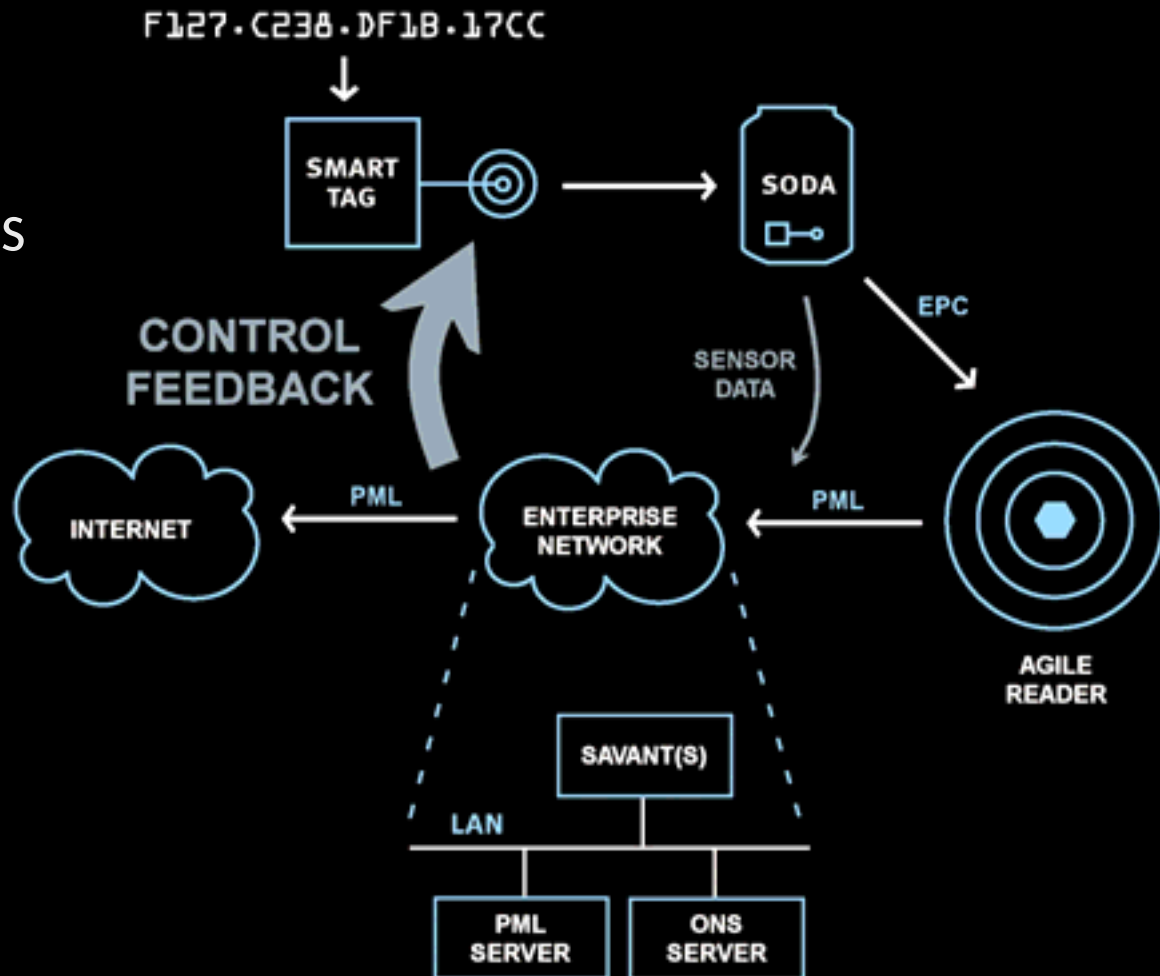 F127.C238.DF1B.17CC
SMART
TAG
SODA
S
EPC
CONTROL
FEEDBACK
SENSOR
DATA
INTERNET
PML
ENTERPRISE
NETWORK
PML
AGILE
READER
SAVANT(S)
LAN
PML
SERVER
ONS
SERVER